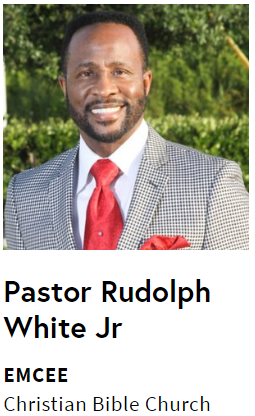 Pastor Rudolph
White Jr
EMCEE
Christian Bible Church